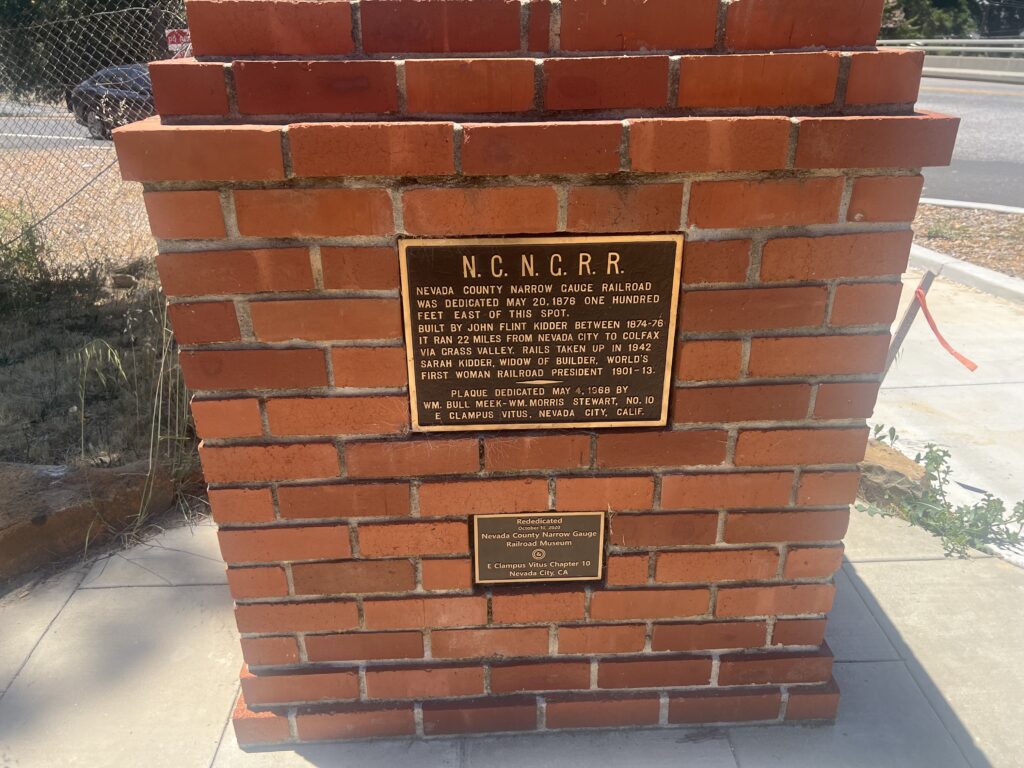 N. C. N. G. R. R.
NEVADA COUNTY NARROW GAUGE RAILROAD
WAS DEDICATED MAY 20, 1876 ONE HUNDRED
FEET EAST OF THIS SPOT.
BUILT BY JOHN FLINT KIDDER BETWEEN 1874-76
IT RAN 22 MILES FROM NEVADA CITY TO COLFAX
VIA GRASS VALLEY. RAILS TAKEN UP IN 1942
SARAH KIDDER, WIDOW OF BUILDER, WORLD'S
FIRST WOMAN RAILROAD PRESIDENT 1901-13.
PLAQUE DEDICATED MAY 4, 1968 BY
WM. BULL MEEK-WM. MORRIS STEWART, NO. 10
E CLAMPUS VITUS, NEVADA CITY, CALIF.
Rededicated
October 10, 2020
Nevada County Narrow Gauge
Railroad Museum
E Clampus Vitus Chapter 10
Nevada City, CA